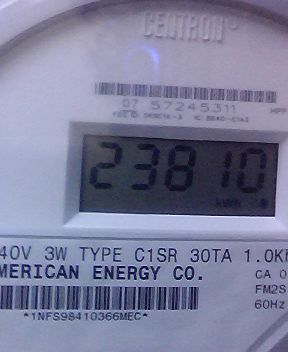 CENTRON
07 57245311
23810
kWh
40V 3W TYPE C1SR 30TA 1.0K
MERICAN ENERGY CO.
CA 0
FM2S
60Hz
*1NFS98410366MEC*